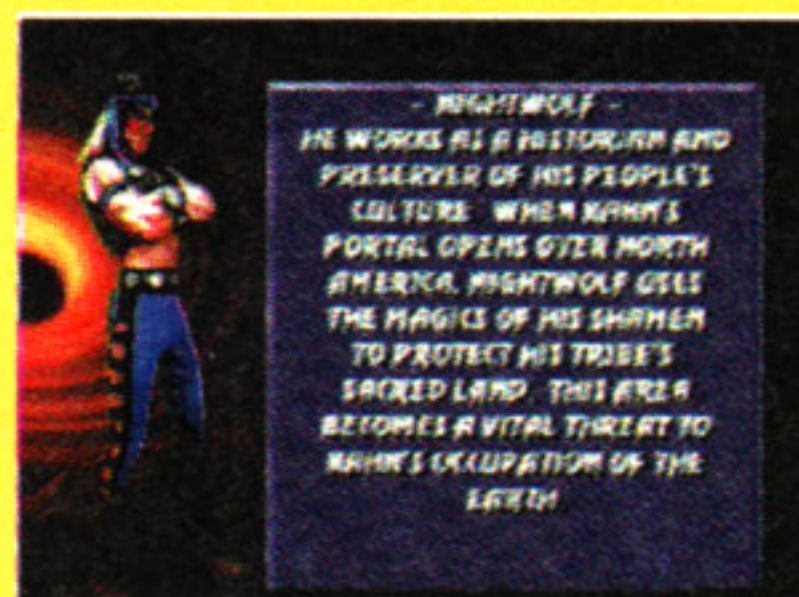 - NIGHTWOLF -
HE WORKS AS A HISTORIAN AND
PRESERVER OF HIS PEOPLE'S
CULTURE. WHEN KAHN'S
PORTAL OPENS OVER NORTH
AMERICA, NIGHTWOLF USES
THE MAGICS OF HIS SHAMEN
TO PROTECT HIS TRIBE'S
SACRED LAND. THIS AREA
BECOMES A VITAL THREAT TO
KAHN'S OCCUPATION OF THE
EARTH.